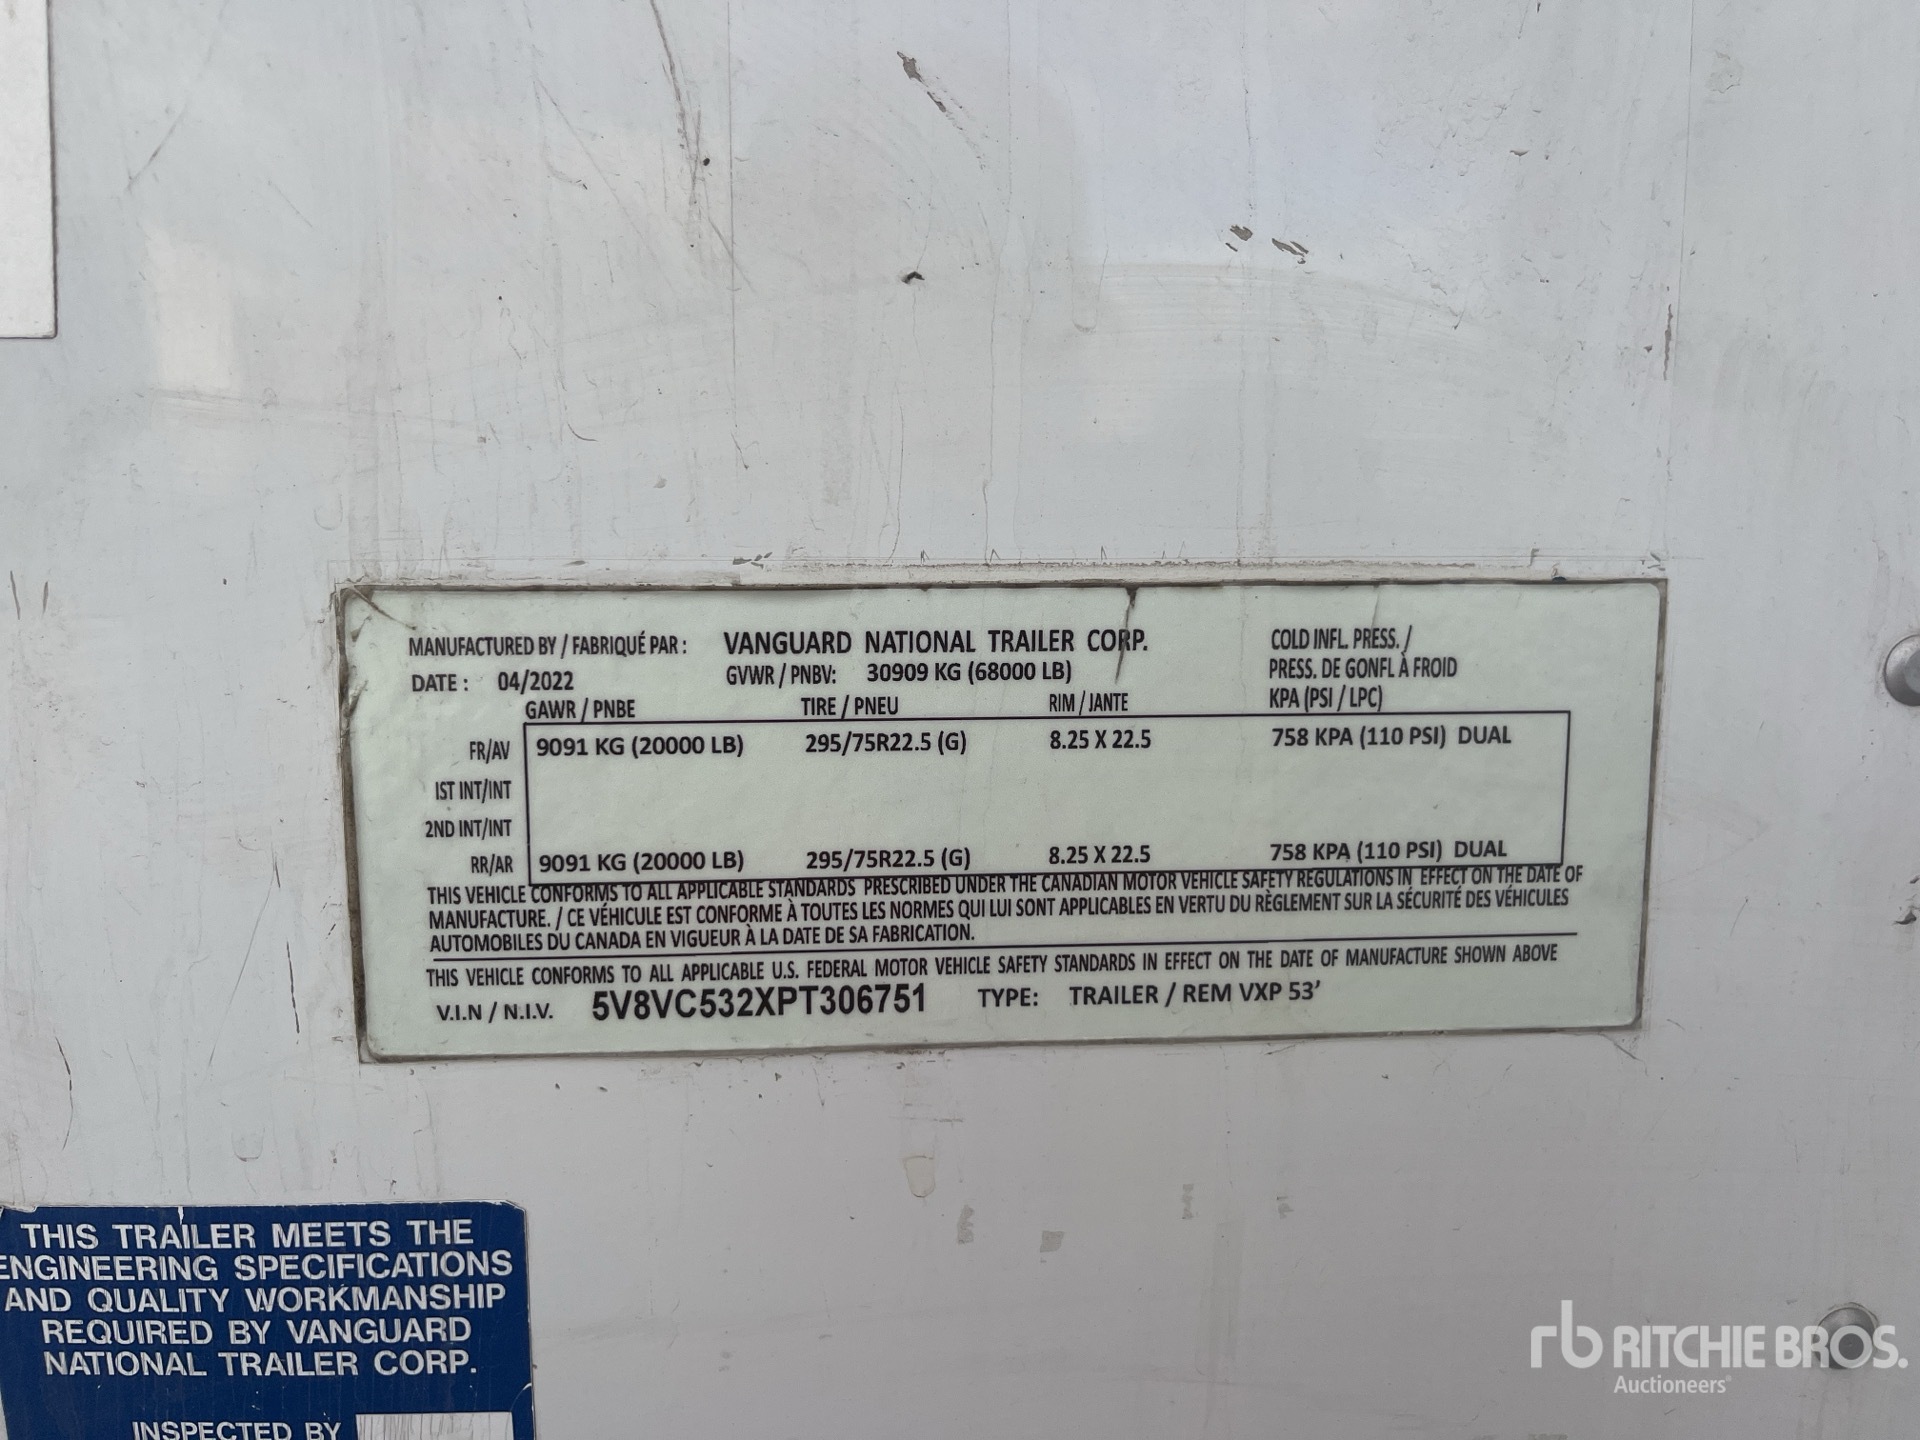 MANUFACTURED BY / FABRIQUÉ PAR : VANGUARD NATIONAL TRAILER CORP. COLD INFL. PRESS. /
DATE : 04/2022 GVWR / PNBV: 30909 KG (68000 LB) PRESS. DE GONFL À FROID
GAWR / PNBE TIRE / PNEU RIM / JANTE KPA (PSI / LPC)
FR/AV 9091 KG (20000 LB) 295/75R22.5 (G) 8.25 X 22.5 758 KPA (110 PSI) DUAL
IST INT/INT
2ND INT/INT
RR/AR 9091 KG (20000 LB) 295/75R22.5 (G) 8.25 X 22.5 758 KPA (110 PSI) DUAL
THIS VEHICLE CONFORMS TO ALL APPLICABLE STANDARDS PRESCRIBED UNDER THE CANADIAN MOTOR VEHICLE SAFETY REGULATIONS IN EFFECT ON THE DATE OF
MANUFACTURE. / CE VÉHICULE EST CONFORME À TOUTES LES NORMES QUI LUI SONT APPLICABLES EN VERTU DU RÈGLEMENT SUR LA SÉCURITÉ DES VÉHICULES
AUTOMOBILES DU CANADA EN VIGUEUR À LA DATE DE SA FABRICATION.
THIS VEHICLE CONFORMS TO ALL APPLICABLE U.S. FEDERAL MOTOR VEHICLE SAFETY STANDARDS IN EFFECT ON THE DATE OF MANUFACTURE SHOWN ABOVE
V.I.N / N.I.V. 5V8VC532XPT306751 TYPE: TRAILER / REM VXP 53'
THIS TRAILER MEETS THE
ENGINEERING SPECIFICATIONS
AND QUALITY WORKMANSHIP
REQUIRED BY VANGUARD
NATIONAL TRAILER CORP.
INSPECTED BY
rb RITCHIE BROS.
Auctioneers